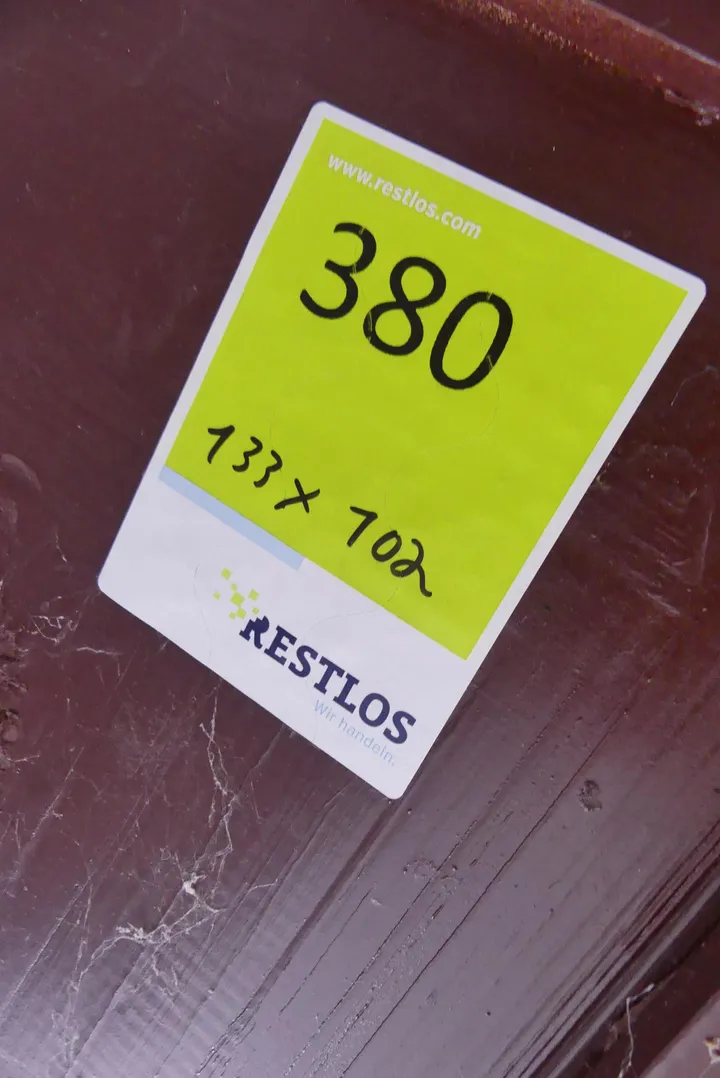 www.restlos.com
380
133 x 102
RESTLOS
Wir handeln.